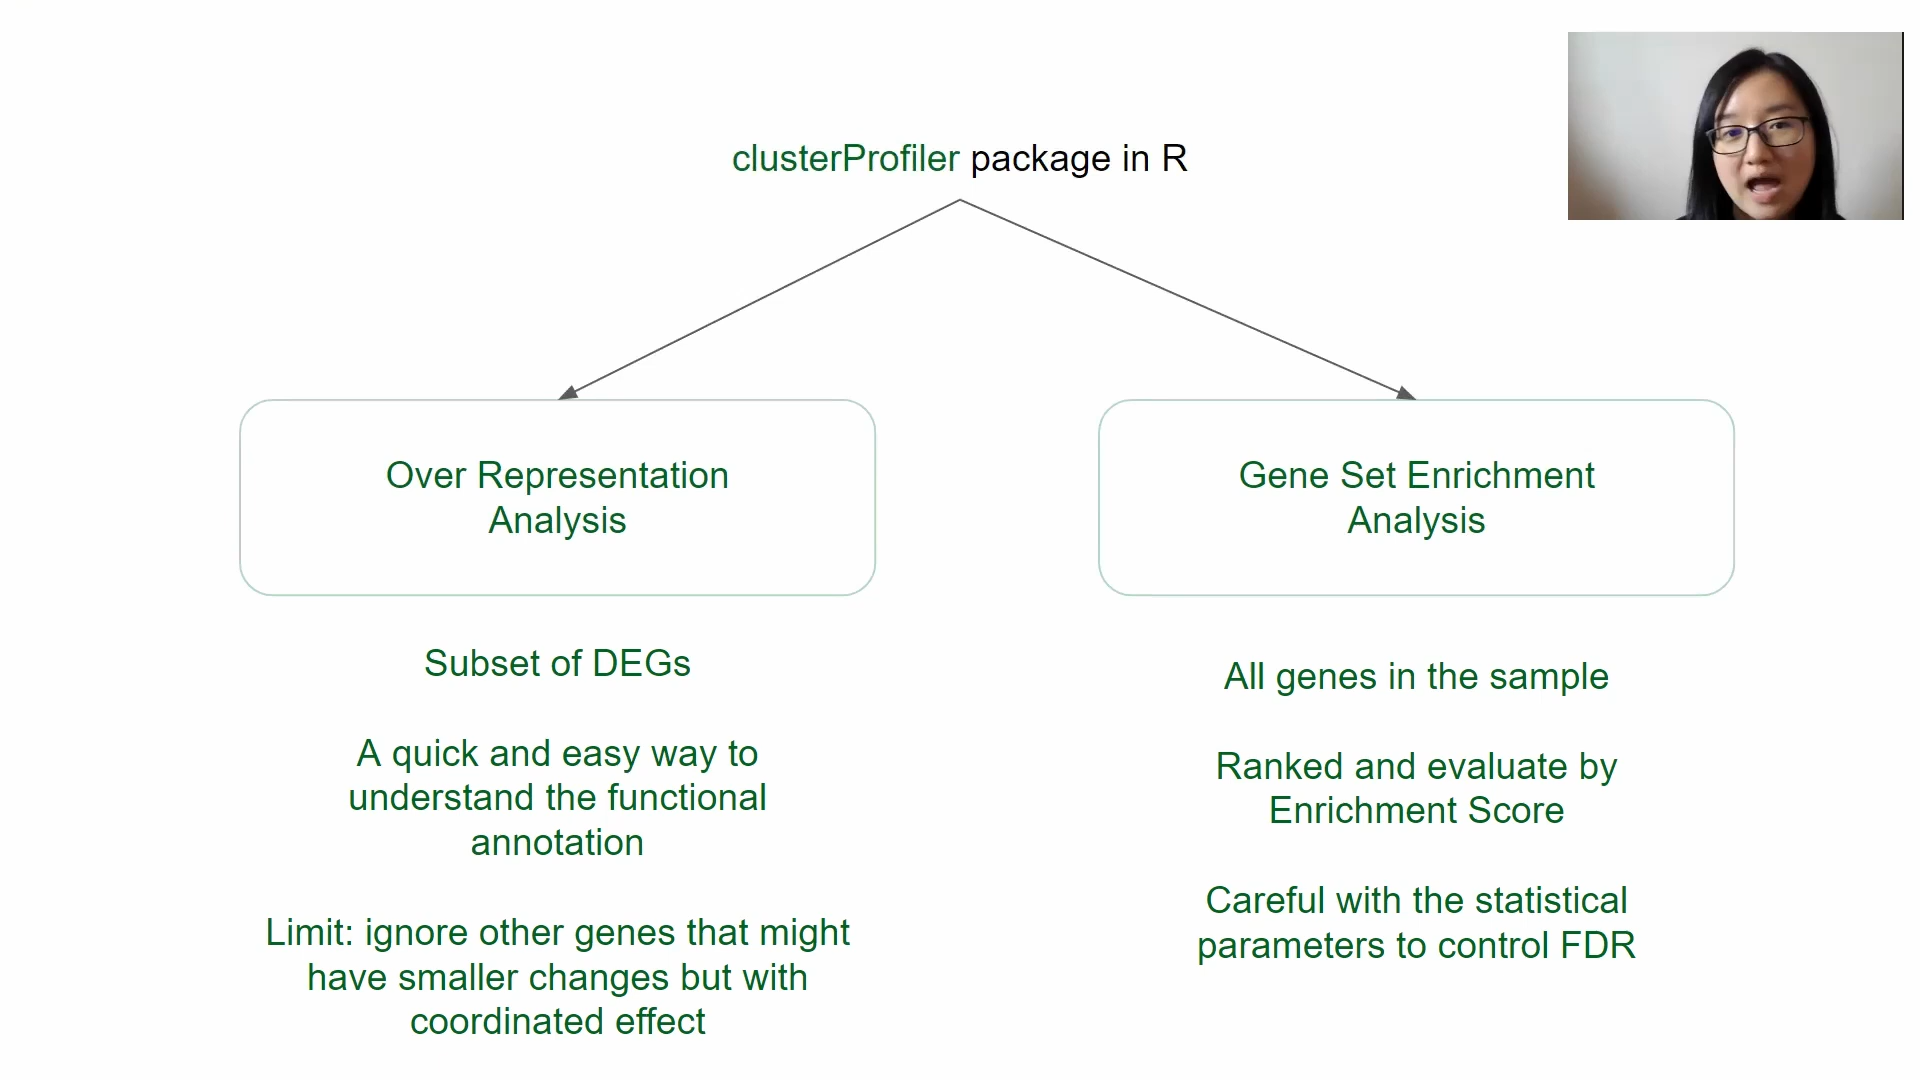 clusterProfiler package in R
Over Representation
Analysis
Subset of DEGs
A quick and easy way to
understand the functional
annotation
Limit: ignore other genes that might
have smaller changes but with
coordinated effect
Gene Set Enrichment
Analysis
All genes in the sample
Ranked and evaluate by
Enrichment Score
Careful with the statistical
parameters to control FDR